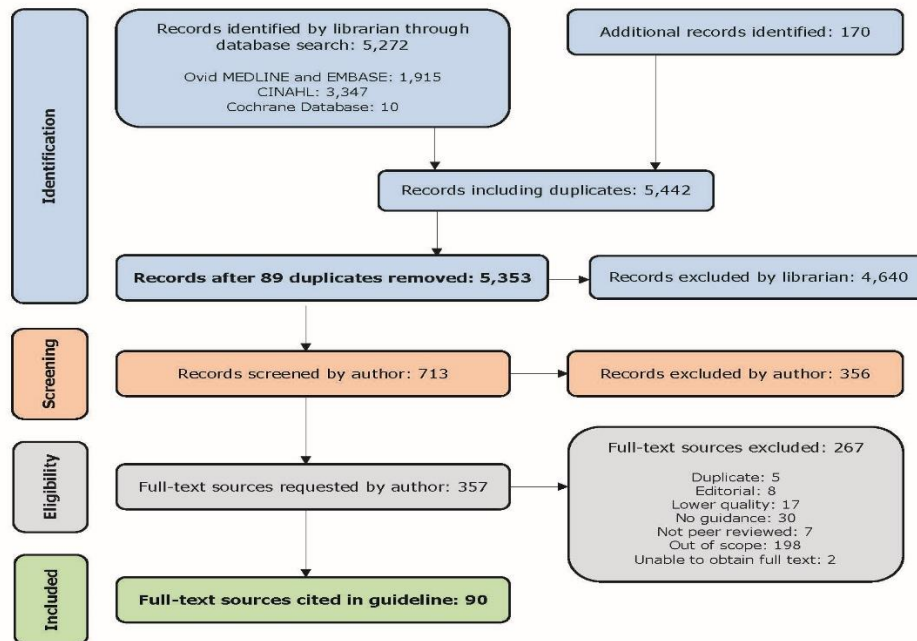 Identification
Records identified by librarian through
database search: 5,272
Ovid MEDLINE and EMBASE: 1,915
CINAHL: 3,347
Cochrane Database: 10
Additional records identified: 170
Records including duplicates: 5,442
Records after 89 duplicates removed: 5,353
Records excluded by librarian: 4,640
Screening
Records screened by author: 713
Records excluded by author: 356
Eligibility
Full-text sources requested by author: 357
Full-text sources excluded: 267
Duplicate: 5
Editorial: 8
Lower quality: 17
No guidance: 30
Not peer reviewed: 7
Out of scope: 198
Unable to obtain full text: 2
Included
Full-text sources cited in guideline: 90